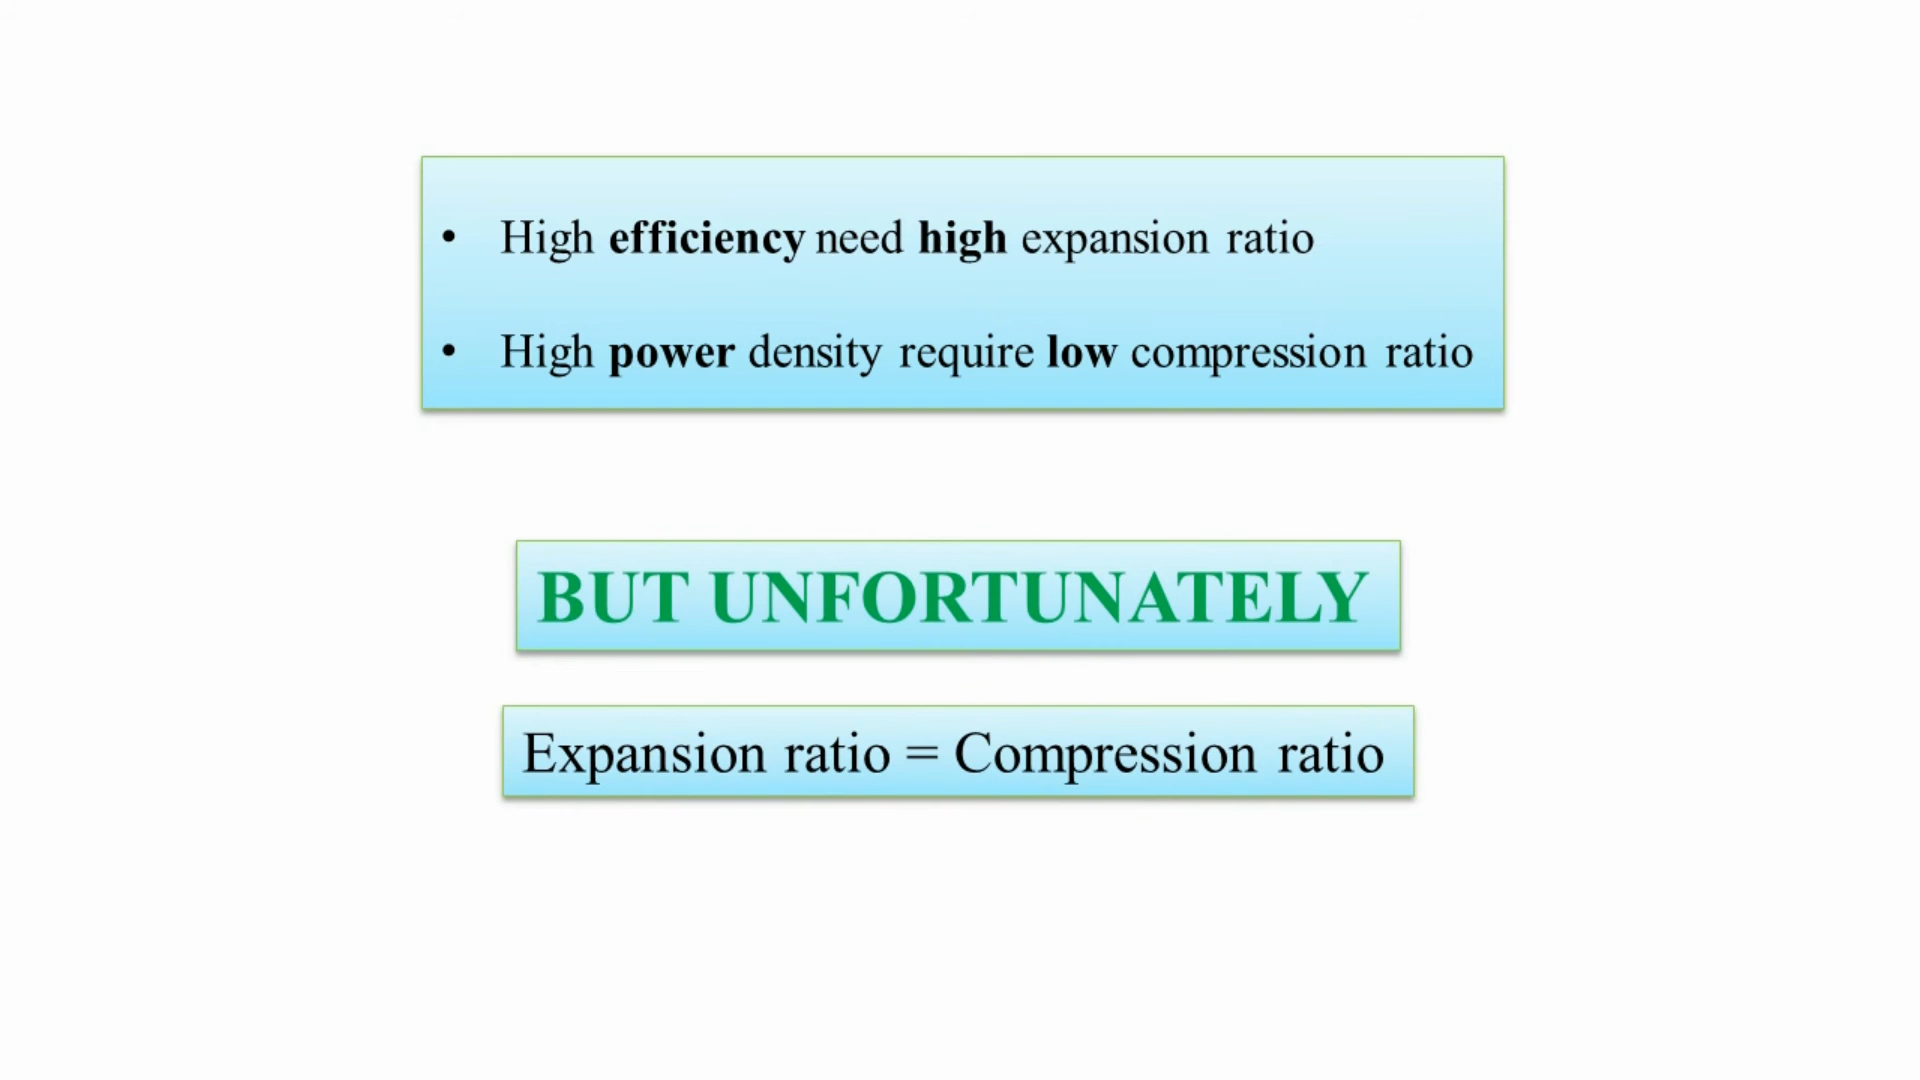 • High efficiency need high expansion ratio
• High power density require low compression ratio
BUT UNFORTUNATELY
Expansion ratio = Compression ratio